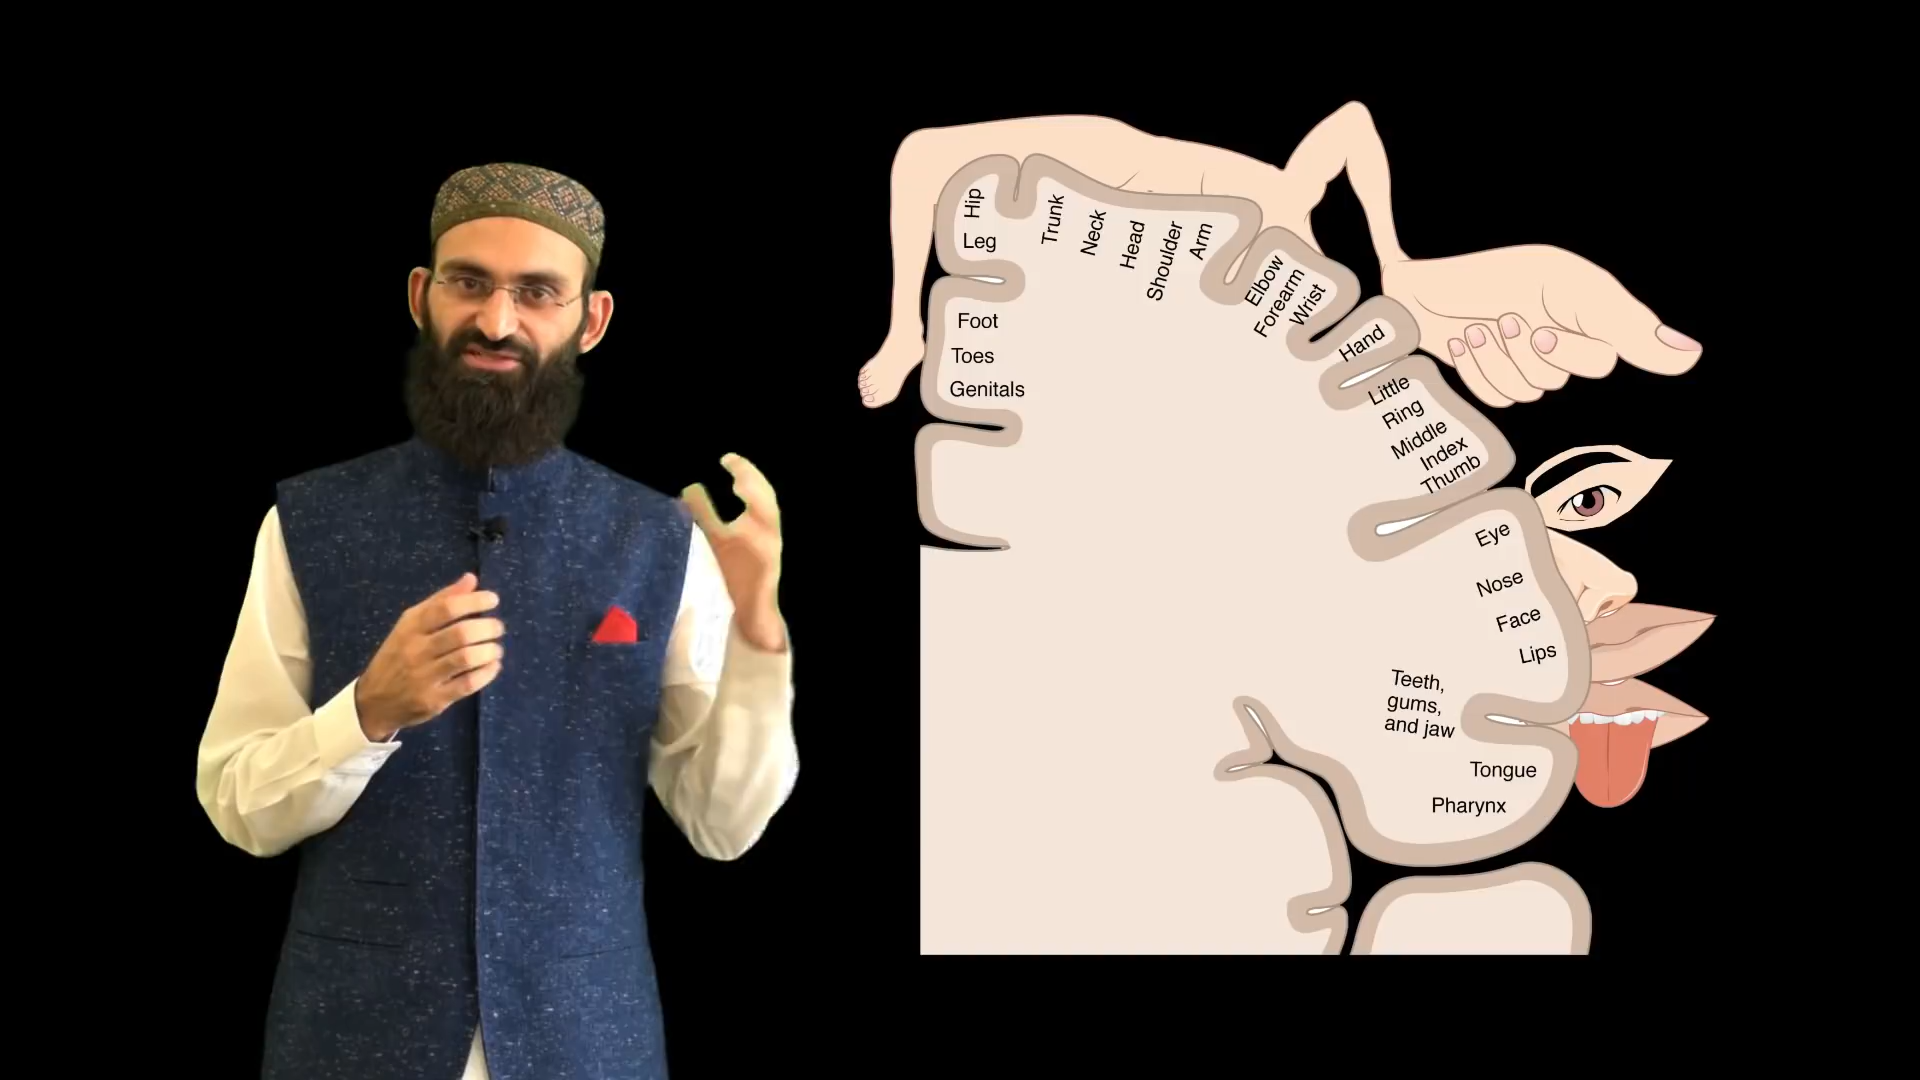 Hip
Leg
Foot
Toes
Genitals
Trunk
Neck
Head
Shoulder
Arm
Elbow
Forearm
Wrist
Hand
Little
Ring
Middle
Index
Thumb
Eye
Nose
Face
Lips
Teeth,
gums,
and jaw
Tongue
Pharynx